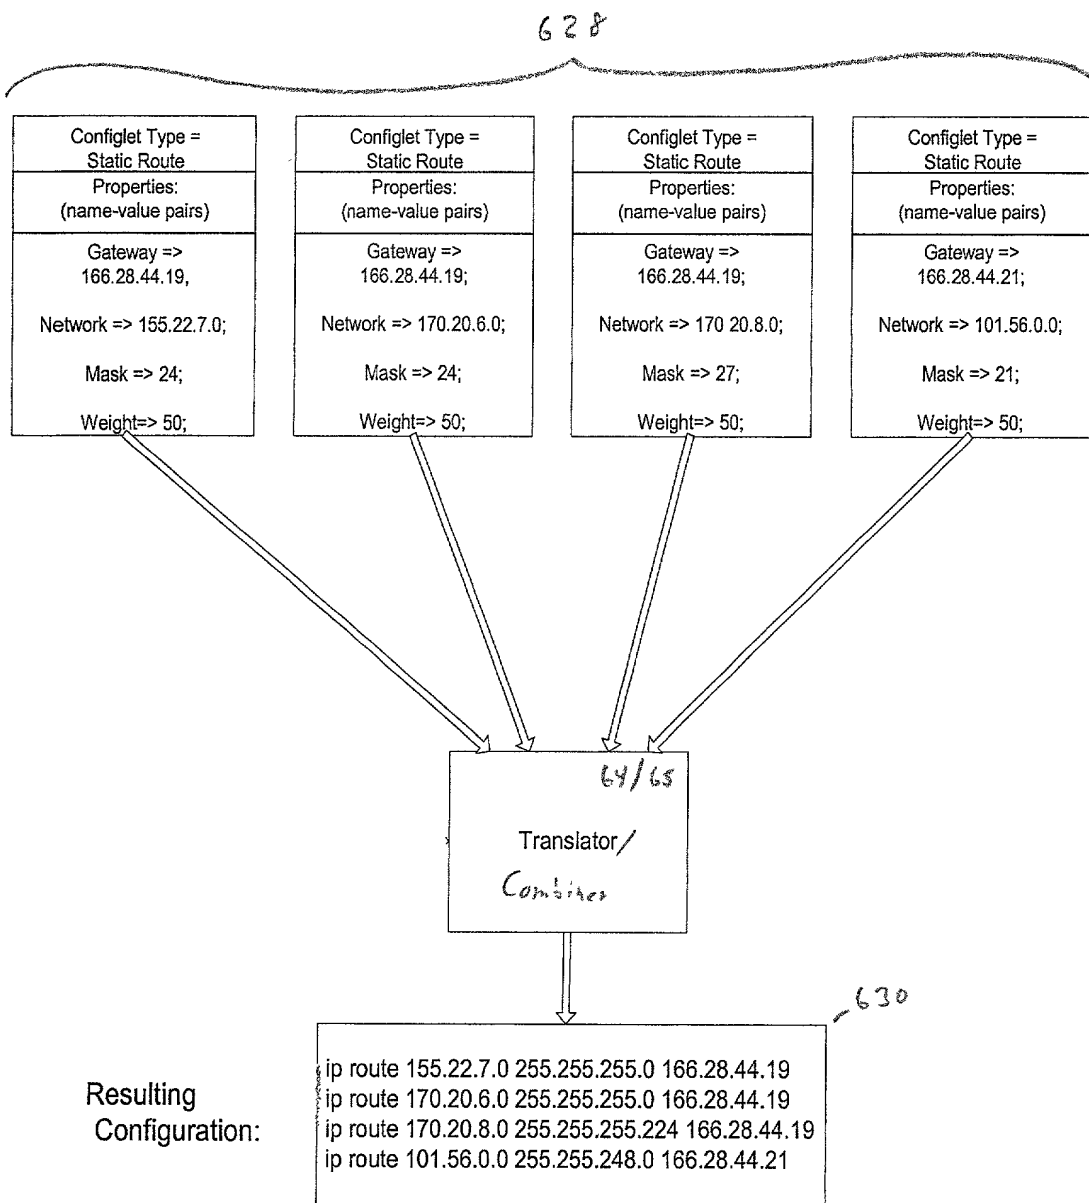 628
Configlet Type =
Static Route
Properties:
(name-value pairs)
Gateway =>
166.28.44.19,
Network => 155.22.7.0;
Mask => 24;
Weight=> 50;
Configlet Type =
Static Route
Properties:
(name-value pairs)
Gateway =>
166.28.44.19;
Network => 170.20.6.0;
Mask => 24;
Weight=> 50;
Configlet Type =
Static Route
Properties:
(name-value pairs)
Gateway =>
166.28.44.19;
Network => 170 20.8.0;
Mask => 27;
Weight=> 50;
Configlet Type =
Static Route
Properties:
(name-value pairs)
Gateway =>
166.28.44.21;
Network => 101.56.0.0;
Mask => 21;
Weight=> 50;
64/65
Translator/
Combiner
630
Resulting
Configuration:
ip route 155.22.7.0 255.255.255.0 166.28.44.19
ip route 170.20.6.0 255.255.255.0 166.28.44.19
ip route 170.20.8.0 255.255.255.224 166.28.44.19
ip route 101.56.0.0 255.255.248.0 166.28.44.21